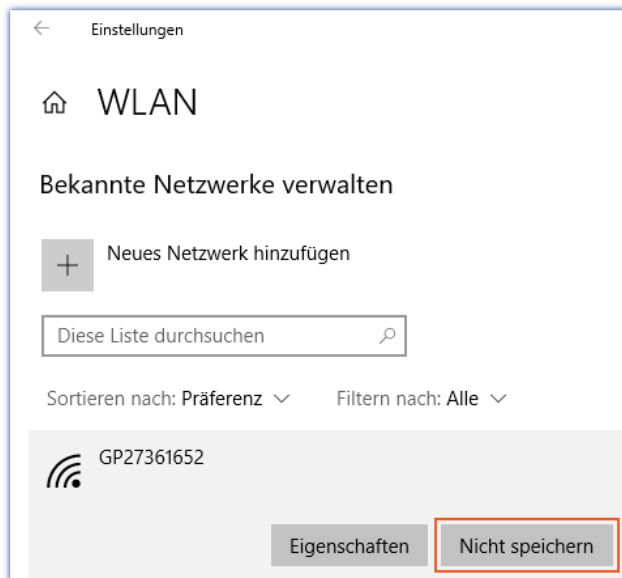 Einstellungen
WLAN
Bekannte Netzwerke verwalten
Neues Netzwerk hinzufügen
Diese Liste durchsuchen
Sortieren nach: Präferenz Filtern nach: Alle
GP27361652
Eigenschaften Nicht speichern